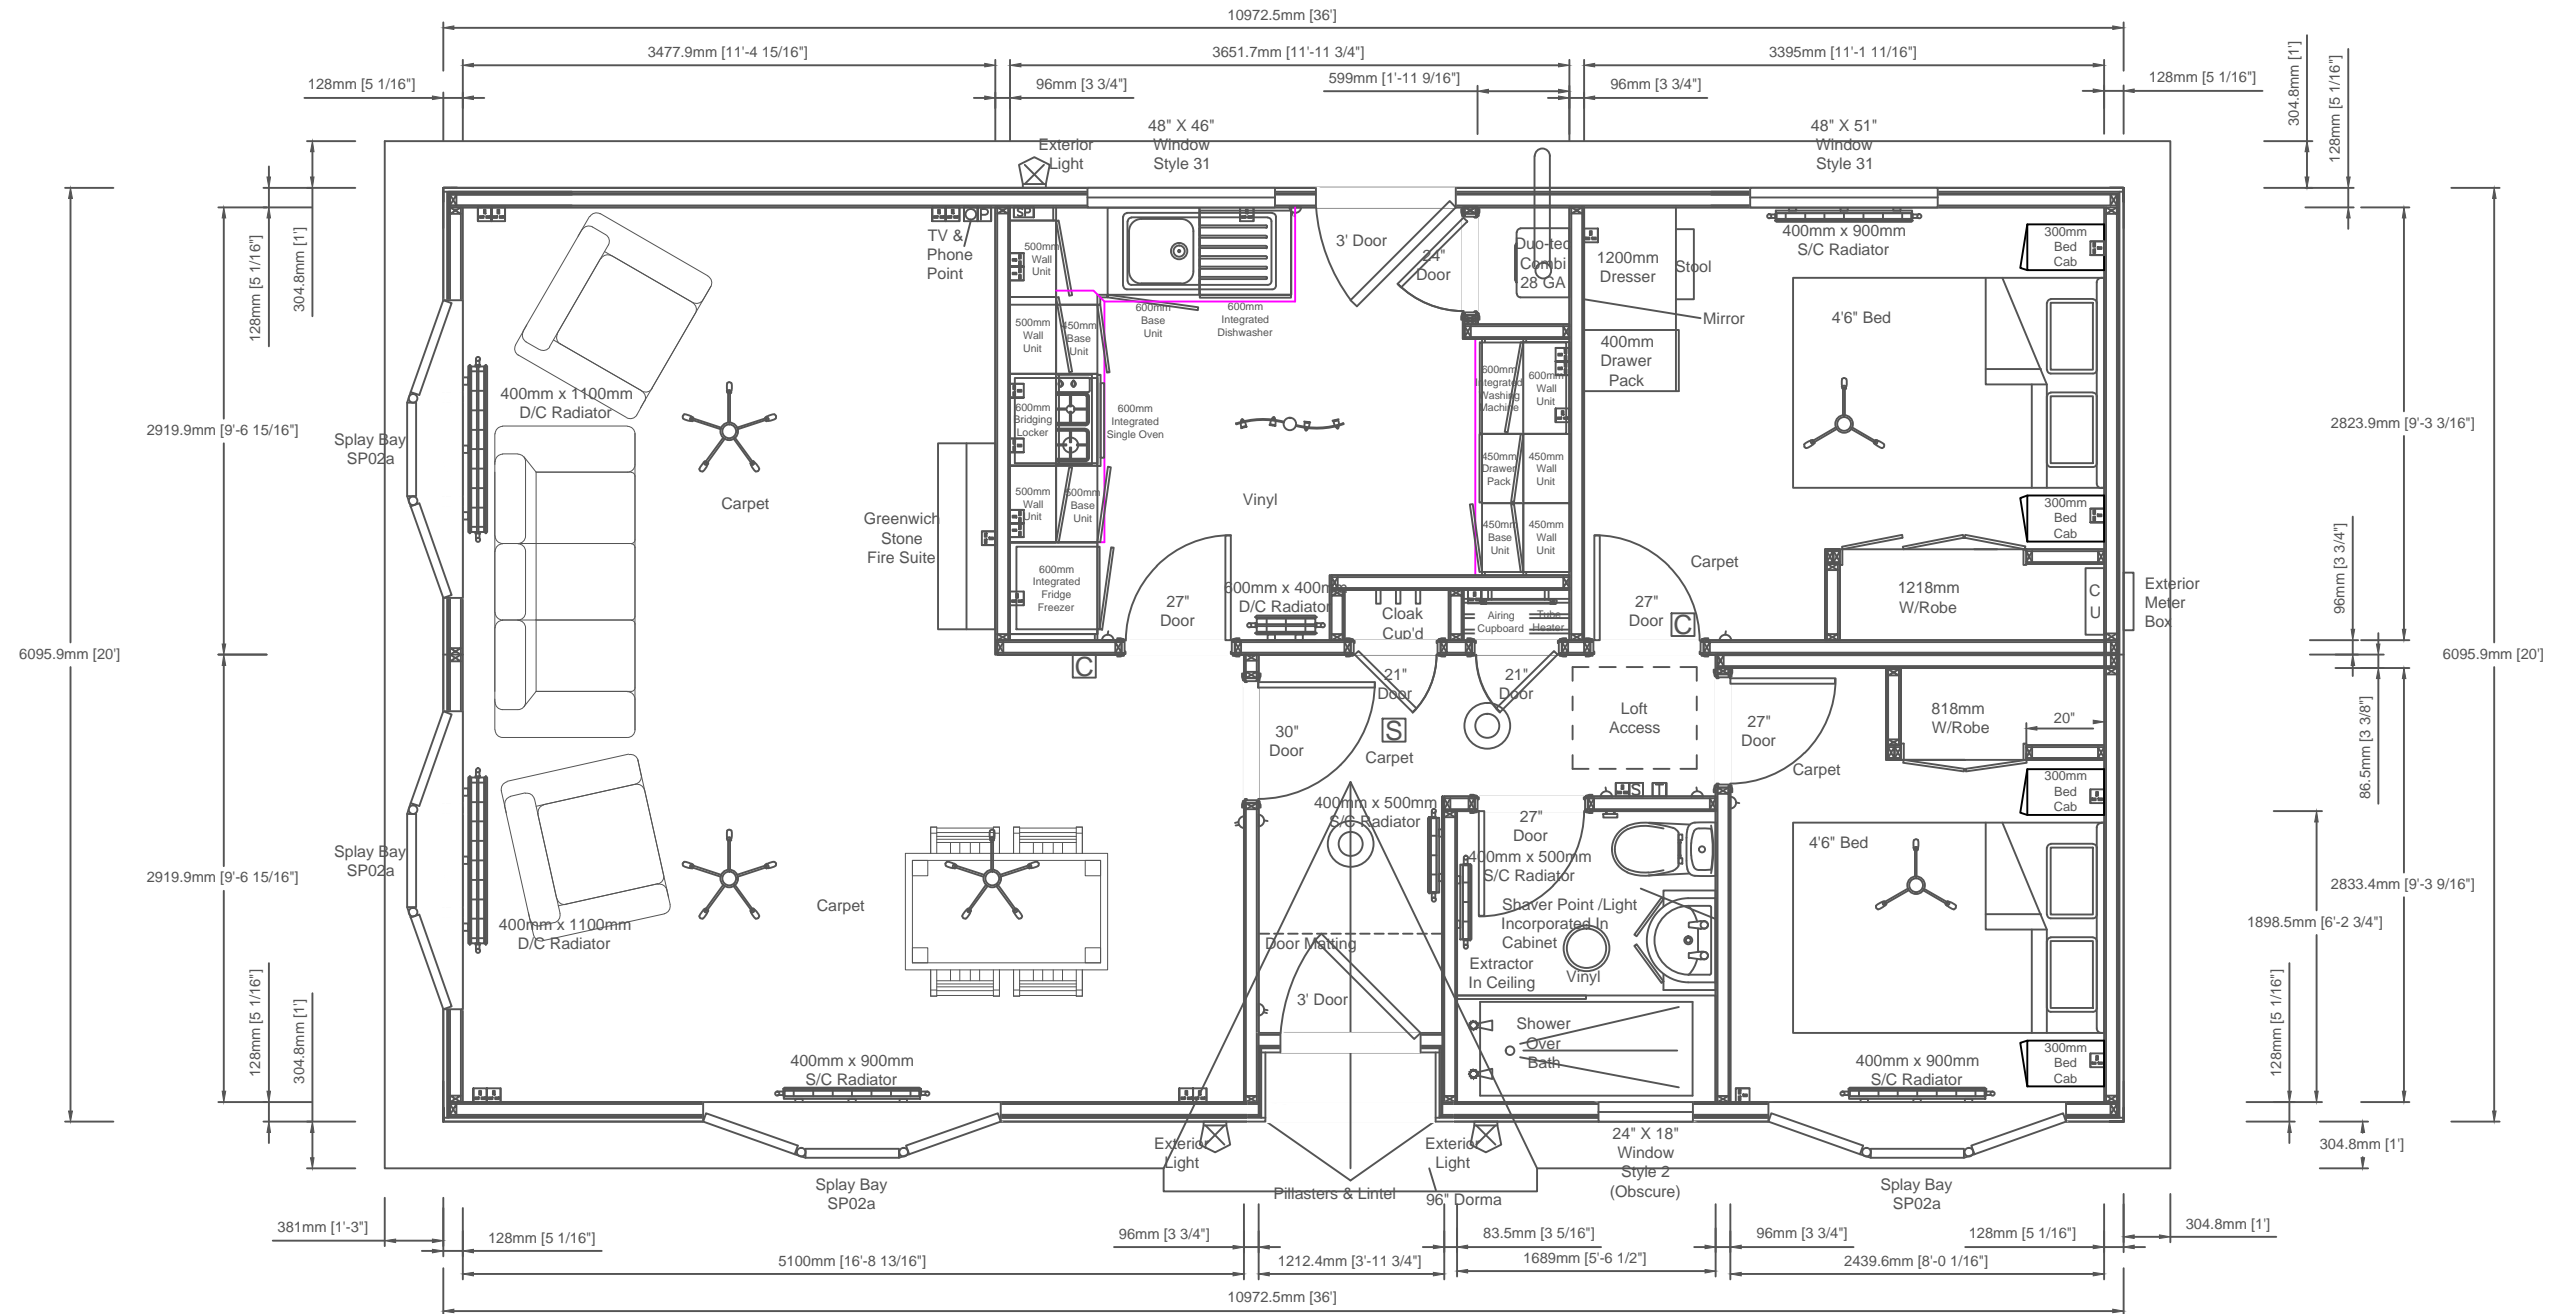 10972.5mm [36']
3477.9mm [11'-4 15/16"]
3651.7mm [11'-11 3/4"]
3395mm [11'-1 11/16"]
128mm [5 1/16"]
96mm [3 3/4"]
599mm [1'-11 9/16"]
96mm [3 3/4"]
128mm [5 1/16"]
304.8mm [1']
128mm [5 1/16"]
Exterior
Light
48" X 46"
Window
Style 31
48" X 51"
Window
Style 31
6095.9mm [20']
2919.9mm [9'-6 15/16"]
128mm [5 1/16"]
304.8mm [1']
Splay Bay
SP02a
400mm x 1100mm
D/C Radiator
Carpet
TV &
Phone
Point
P
SP
Greenwich
Stone
Fire Suite
500mm
Wall
Unit
500mm
Wall
Unit
450mm
Base
Unit
600mm
Bridging
Locker
600mm
Integrated
Single Oven
500mm
Wall
Unit
500mm
Base
Unit
600mm
Integrated
Fridge
Freezer
600mm
Base
Unit
600mm
Integrated
Dishwasher
3' Door
24"
Door
Duo-tec
Combi
28 GA
Vinyl
600mm
Integrated
Washing
Machine
600mm
Wall
Unit
450mm
Drawer
Pack
450mm
Wall
Unit
450mm
Base
Unit
450mm
Wall
Unit
27"
Door
600mm x 400mm
D/C Radiator
Cloak
Cup'd
Airing
Cupboard
Tube
Heater
1200mm
Dresser
Stool
Mirror
400mm
Drawer
Pack
400mm x 900mm
S/C Radiator
300mm
Bed
Cab
4'6" Bed
300mm
Bed
Cab
Carpet
27"
Door
C
1218mm
W/Robe
C
U
Exterior
Meter
Box
2823.9mm [9'-3 3/16"]
96mm [3 3/4"]
6095.9mm [20']
86.5mm [3 3/8"]
C
30"
Door
21"
Door
21"
Door
S
Carpet
Loft
Access
27"
Door
Carpet
818mm
W/Robe
20"
300mm
Bed
Cab
4'6" Bed
300mm
Bed
Cab
400mm x 900mm
S/C Radiator
2833.4mm [9'-3 9/16"]
1898.5mm [6'-2 3/4"]
128mm [5 1/16"]
304.8mm [1']
Splay Bay
SP02a
2919.9mm [9'-6 15/16"]
128mm [5 1/16"]
304.8mm [1']
400mm x 1100mm
D/C Radiator
Carpet
400mm x 900mm
S/C Radiator
400mm x 500mm
S/C Radiator
Door Matting
3' Door
S
T
27"
Door
400mm x 500mm
S/C Radiator
Shaver Point /Light
Incorporated In
Cabinet
Extractor
In Ceiling
Vinyl
Shower
Over
Bath
Splay Bay
SP02a
Exterior
Light
Pillasters & Lintel
Exterior
Light
96" Dorma
24" X 18"
Window
Style 2
(Obscure)
Splay Bay
SP02a
381mm [1'-3"]
128mm [5 1/16"]
96mm [3 3/4"]
83.5mm [3 5/16"]
96mm [3 3/4"]
128mm [5 1/16"]
304.8mm [1']
5100mm [16'-8 13/16"]
1212.4mm [3'-11 3/4"]
1689mm [5'-6 1/2"]
2439.6mm [8'-0 1/16"]
10972.5mm [36']